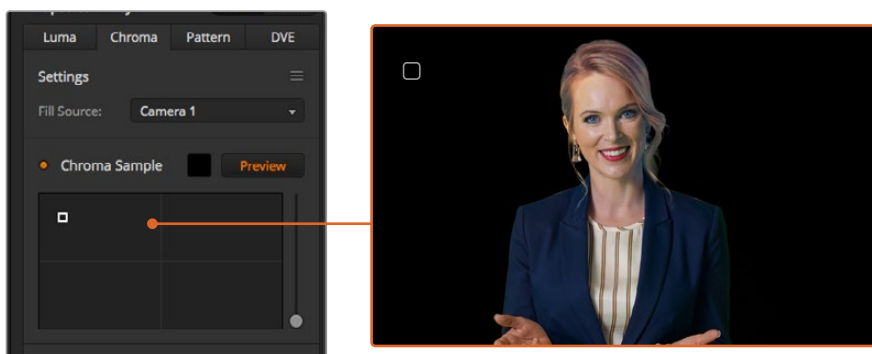 Luma Chroma Pattern DVE
Settings
Fill Source: Camera 1
Chroma Sample Preview